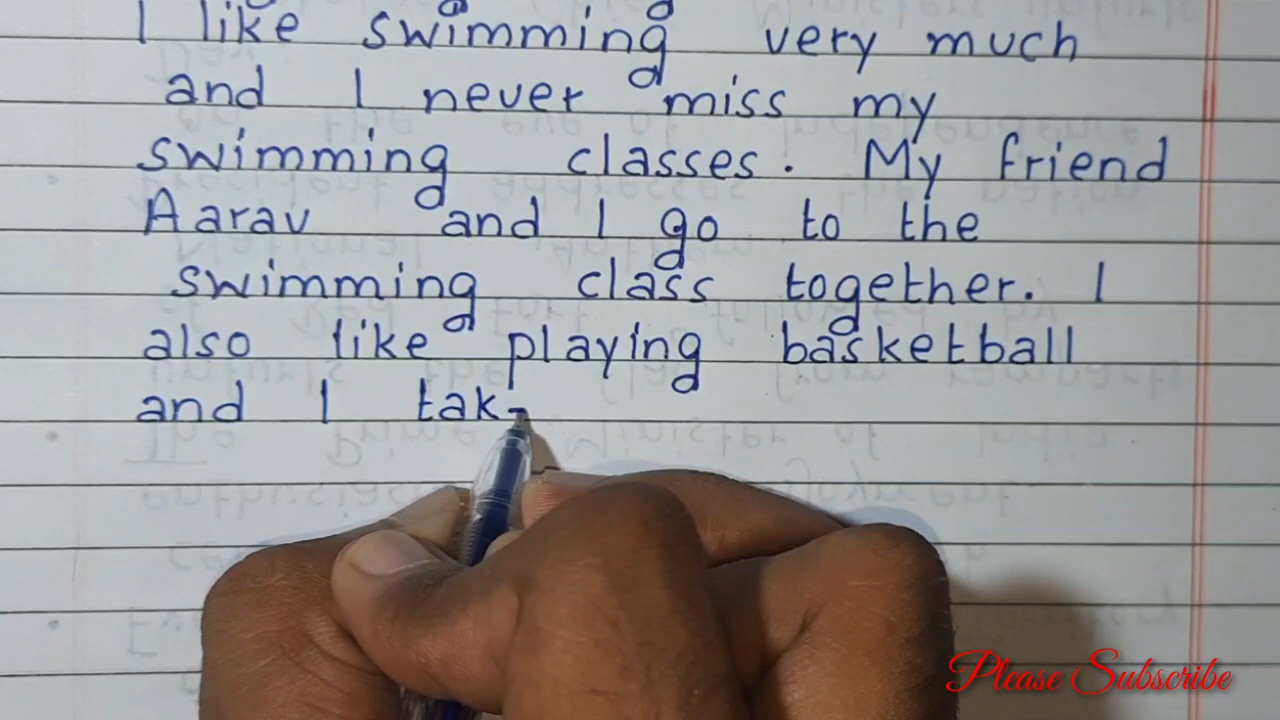 I like swimming very much
and I never miss my
swimming classes. My friend
Aarav and I go to the
swimming class together. I
also like playing basketball
and I tak
Please Subscribe